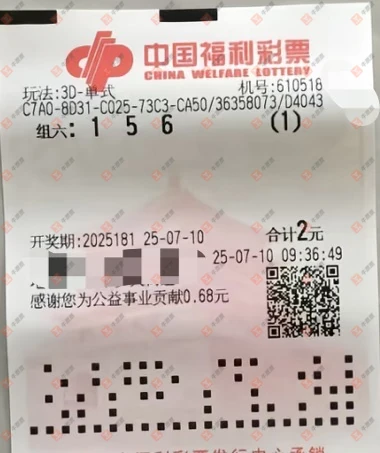 中国福利彩票
CHINA WELFARE LOTTERY
玩法:3D-单式 机号:610518
C7A0-8D31-C025-73C3-CA50/36358073/D4043
组六: 1 5 6 (1)
开奖期:2025181 25-07-10 合计2元
25-07-10 09:36:49
感谢您为公益事业贡献0.68元